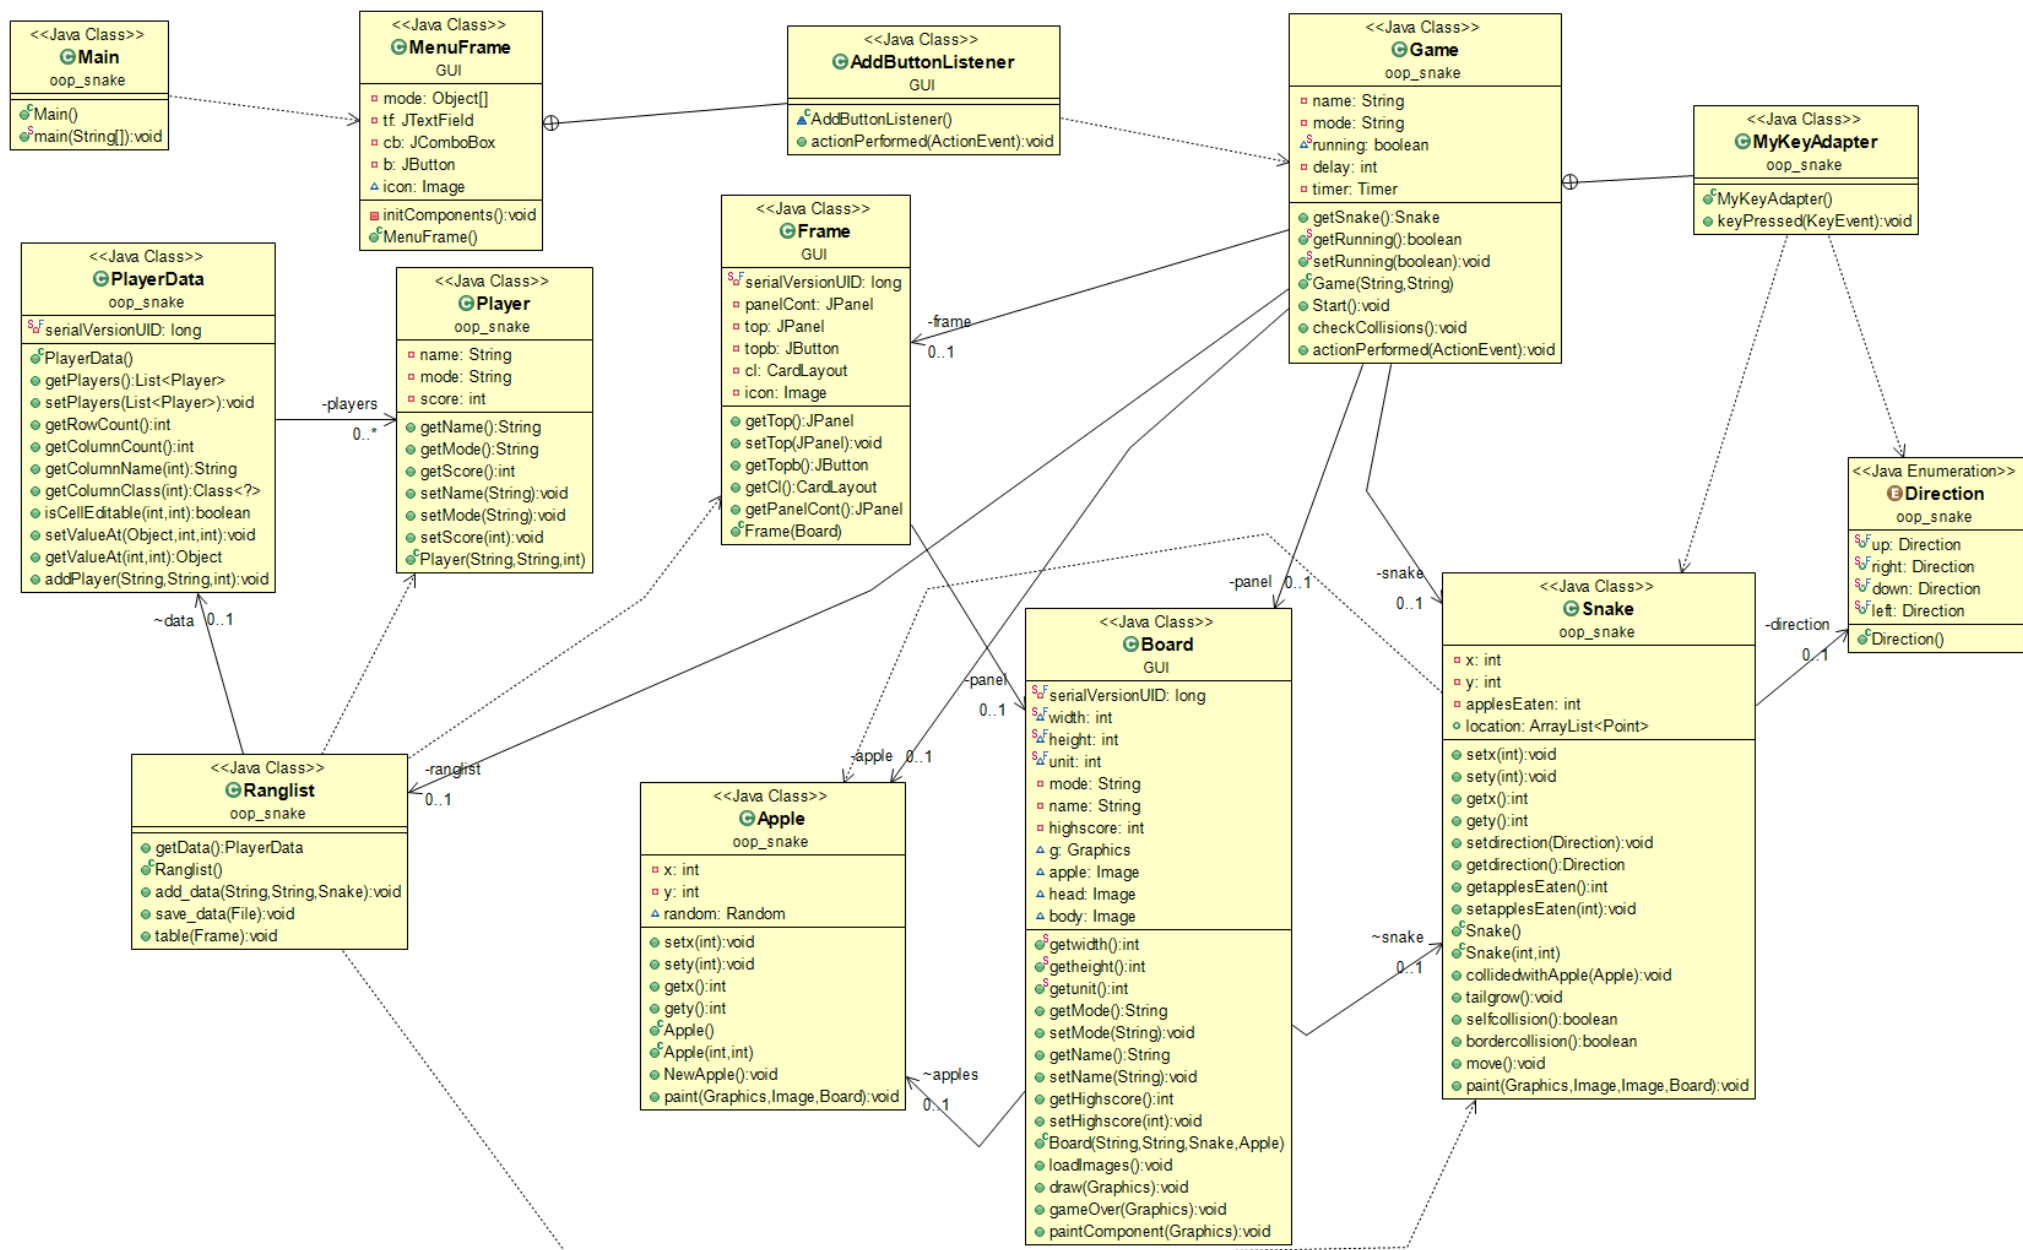 <<Java Class>>
Main
oop_snake
Main()
main(String[]):void
<<Java Class>>
MenuFrame
GUI
mode: Object[]
tf: JTextField
cb: JComboBox
b: JButton
icon: Image
initComponents():void
MenuFrame()
<<Java Class>>
AddButtonListener
GUI
AddButtonListener()
actionPerformed(ActionEvent):void
<<Java Class>>
Game
oop_snake
name: String
mode: String
running: boolean
delay: int
timer: Timer
getSnake():Snake
getRunning():boolean
setRunning(boolean):void
Game(String,String)
Start():void
checkCollisions():void
actionPerformed(ActionEvent):void
<<Java Class>>
MyKeyAdapter
oop_snake
MyKeyAdapter()
keyPressed(KeyEvent):void
<<Java Class>>
PlayerData
oop_snake
serialVersionUID: long
PlayerData()
getPlayers():List<Player>
setPlayers(List<Player>):void
getRowCount():int
getColumnCount():int
getColumnName(int):String
getColumnClass(int):Class<?>
isCellEditable(int,int):boolean
setValueAt(Object,int,int):void
getValueAt(int,int):Object
addPlayer(String,String,int):void
-players
0..*
<<Java Class>>
Player
oop_snake
name: String
mode: String
score: int
getName():String
getMode():String
getScore():int
setName(String):void
setMode(String):void
setScore(int):void
Player(String,String,int)
<<Java Class>>
Frame
GUI
serialVersionUID: long
panelCont: JPanel
top: JPanel
topb: JButton
cl: CardLayout
icon: Image
getTop():JPanel
setTop(JPanel):void
getTopb():JButton
getCl():CardLayout
getPanelCont():JPanel
Frame(Board)
-frame
0..1
<<Java Enumeration>>
Direction
oop_snake
up: Direction
right: Direction
down: Direction
left: Direction
Direction()
-direction
0..1
~data
0..1
<<Java Class>>
Ranglist
oop_snake
getData():PlayerData
Ranglist()
add_data(String,String,Snake):void
save_data(File):void
table(Frame):void
-ranglist
0..1
<<Java Class>>
Apple
oop_snake
x: int
y: int
random: Random
setx(int):void
sety(int):void
getx():int
gety():int
Apple()
Apple(int,int)
NewApple():void
paint(Graphics,Image,Board):void
-apple
0..1
~apples
0..1
-panel
0..1
-panel
0..1
<<Java Class>>
Board
GUI
serialVersionUID: long
width: int
height: int
unit: int
mode: String
name: String
highscore: int
g: Graphics
apple: Image
head: Image
body: Image
getwidth():int
getheight():int
getunit():int
getMode():String
setMode(String):void
getName():String
setName(String):void
getHighscore():int
setHighscore(int):void
Board(String,String,Snake,Apple)
loadImages():void
draw(Graphics):void
gameOver(Graphics):void
paintComponent(Graphics):void
-snake
0..1
~snake
0..1
<<Java Class>>
Snake
oop_snake
x: int
y: int
applesEaten: int
location: ArrayList<Point>
setx(int):void
sety(int):void
getx():int
gety():int
setdirection(Direction):void
getdirection():Direction
getapplesEaten():int
setapplesEaten(int):void
Snake()
Snake(int,int)
collidedwithApple(Apple):void
tailgrow():void
selfcollision():boolean
bordercollision():boolean
move():void
paint(Graphics,Image,Image,Board):void